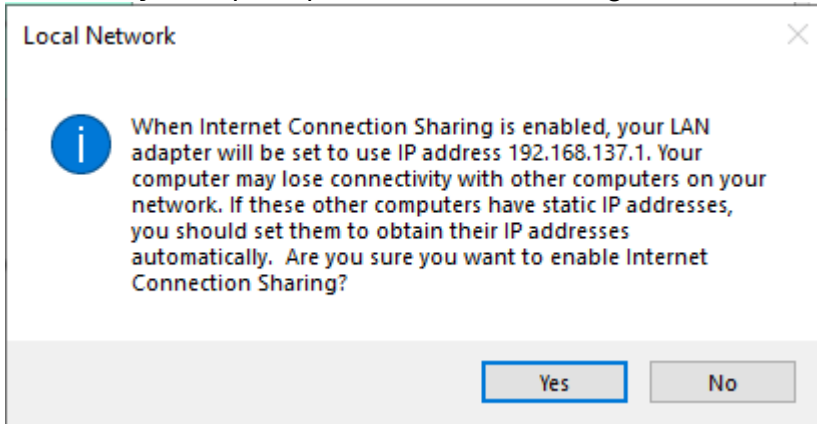 Local Network
When Internet Connection Sharing is enabled, your LAN
adapter will be set to use IP address 192.168.137.1. Your
computer may lose connectivity with other computers on your
network. If these other computers have static IP addresses,
you should set them to obtain their IP addresses
automatically.  Are you sure you want to enable Internet
Connection Sharing?
Yes No